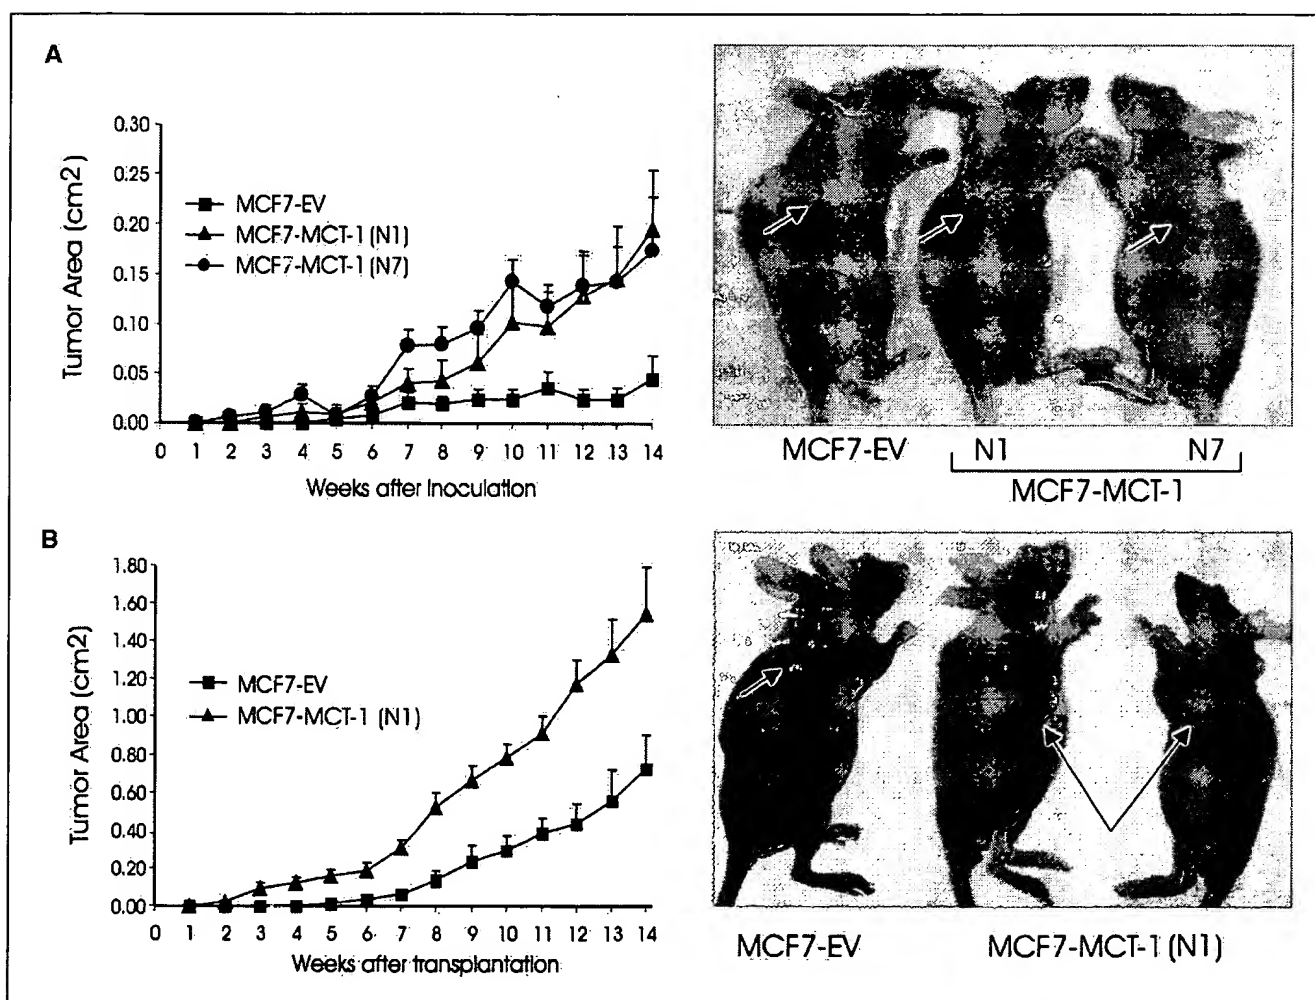 A
Tumor Area (cm2)
0.30
0.25
0.20
0.15
0.10
0.05
0.00
MCF7-EV
MCF7-MCT-1 (N1)
MCF7-MCT-1 (N7)
0 1 2 3 4 5 6 7 8 9 10 11 12 13 14
Weeks after Inoculation
MCF7-EV N1 N7
MCF7-MCT-1
B
Tumor Area (cm2)
1.80
1.60
1.40
1.20
1.00
0.80
0.60
0.40
0.20
0.00
MCF7-EV
MCF7-MCT-1 (N1)
0 1 2 3 4 5 6 7 8 9 10 11 12 13 14
Weeks after transplantation
MCF7-EV MCF7-MCT-1 (N1)